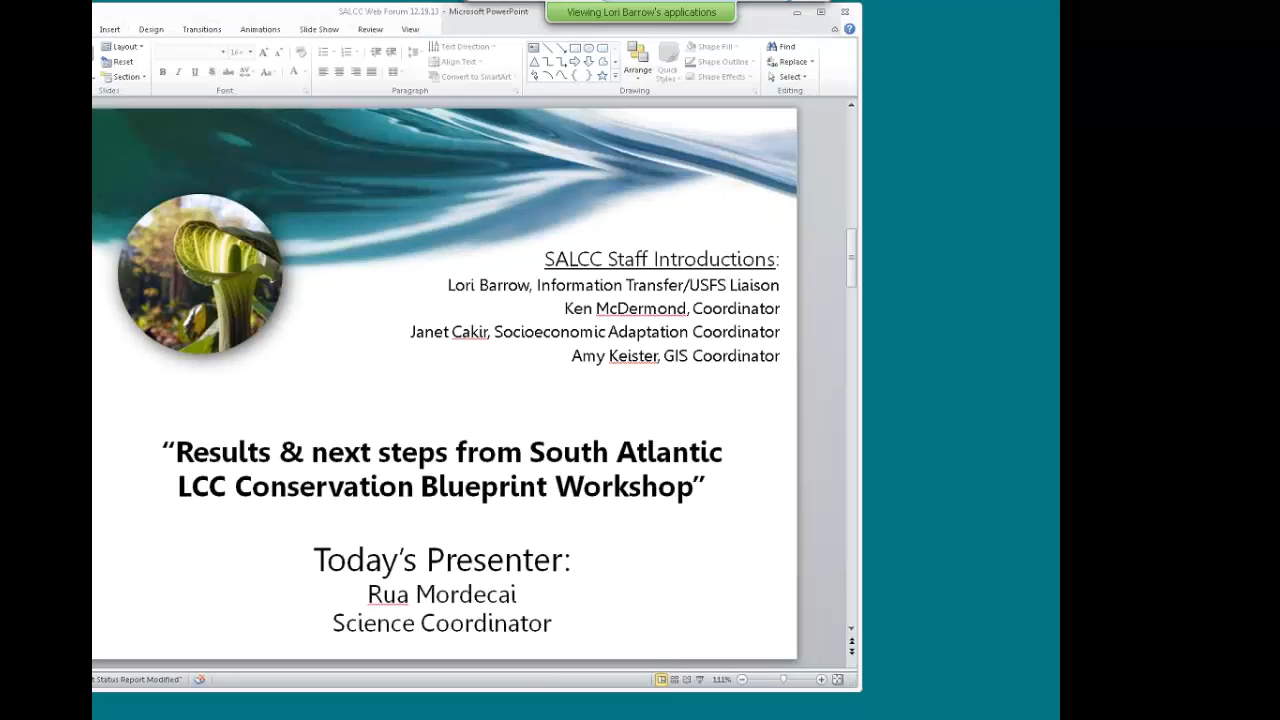 SALCC Web Forum 12.19.13 - Microsoft PowerPoint
Viewing Lori Barrow's applications
Insert Design Transitions Animations Slide Show Review View
Layout
Reset
Section
16
Text Direction
Align Text
Convert to SmartArt
Arrange
Quick Styles
Shape Fill
Shape Outline
Shape Effects
Find
Replace
Select
Slides Font Paragraph Drawing Editing
SALCC Staff Introductions:
Lori Barrow, Information Transfer/USFS Liaison
Ken McDermond, Coordinator
Janet Cakir, Socioeconomic Adaptation Coordinator
Amy Keister, GIS Coordinator
“Results & next steps from South Atlantic
LCC Conservation Blueprint Workshop”
Today’s Presenter:
Rua Mordecai
Science Coordinator
t Status Report Modified"
111%